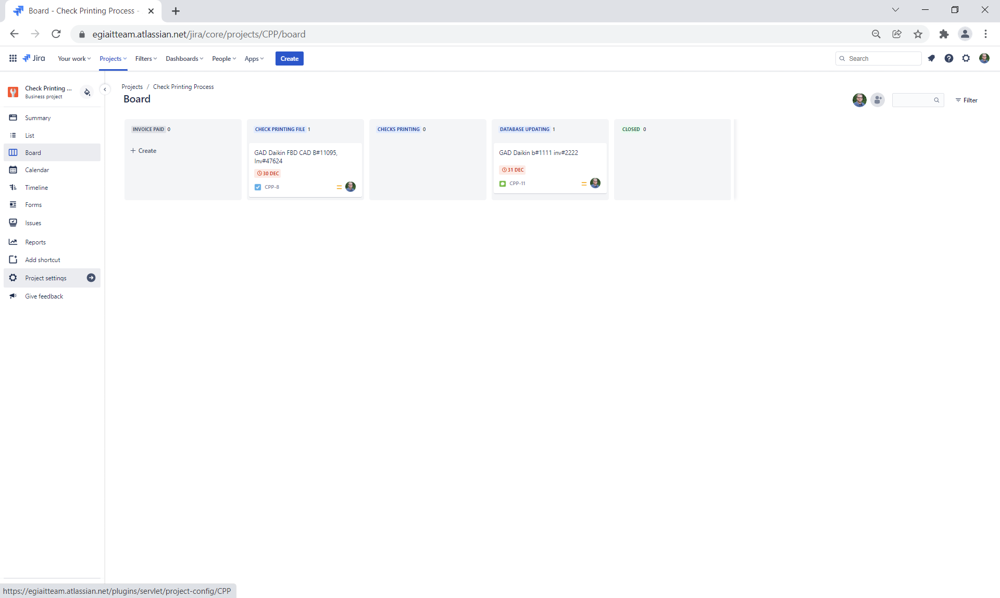 Board - Check Printing Process -
egiaitteam.atlassian.net/jira/core/projects/CPP/board
Jira
Your work
Projects
Filters
Dashboards
People
Apps
Create
Search
Check Printing ...
Business project
Projects / Check Printing Process
Board
Filter
Summary
List
Board
Calendar
Timeline
Forms
Issues
Reports
Add shortcut
Project settings
Give feedback
INVOICE PAID 0
+ Create
CHECK PRINTING FILE 1
GAD Daikin FBD CAD B#11095,
Inv#47624
30 DEC
CPP-8
CHECKS PRINTING 0
DATABASE UPDATING 1
GAD Daikin b#1111 inv#2222
31 DEC
CPP-11
CLOSED 0
https://egiaitteam.atlassian.net/plugins/servlet/project-config/CPP